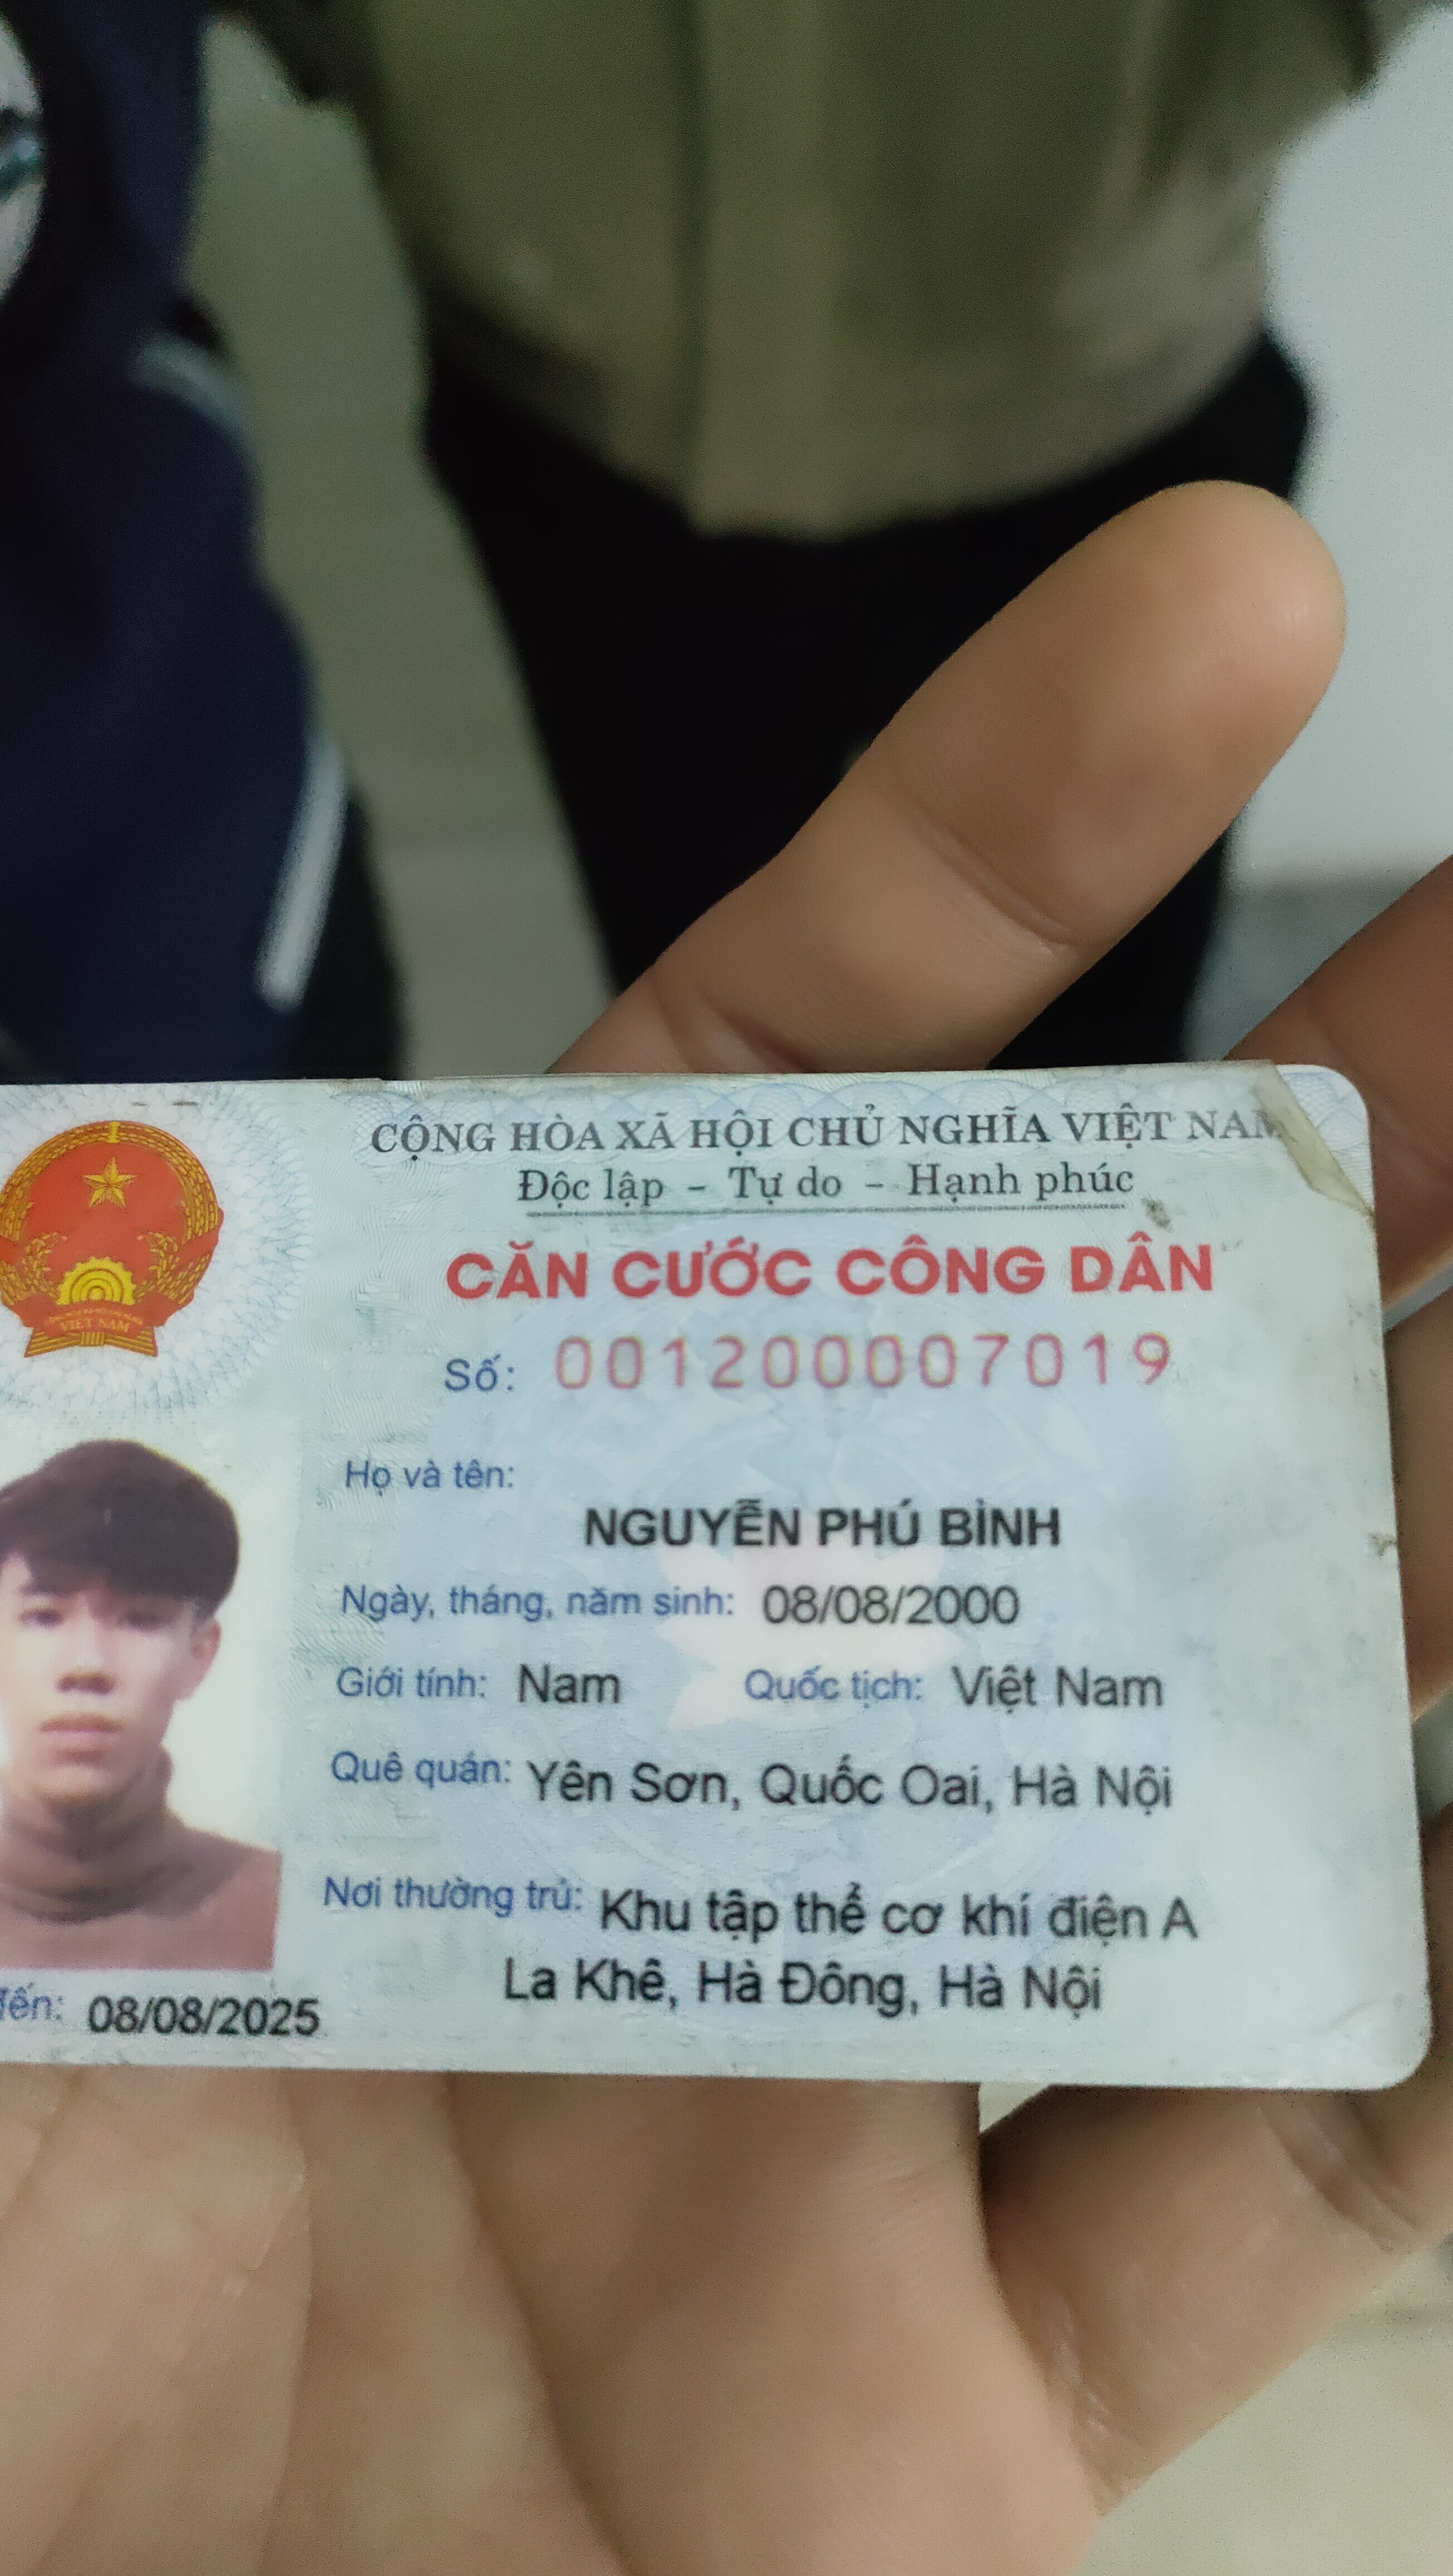 CỘNG HÒA XÃ HỘI CHỦ NGHĨA VIỆT NAM
Độc lập - Tự do - Hạnh phúc
CĂN CƯỚC CÔNG DÂN
Số: 001200007019
Họ và tên:
NGUYỄN PHÚ BÌNH
Ngày, tháng, năm sinh: 08/08/2000
Giới tính: Nam Quốc tịch: Việt Nam
Quê quán: Yên Sơn, Quốc Oai, Hà Nội
Nơi thường trú: Khu tập thể cơ khí điện A
La Khê, Hà Đông, Hà Nội
đến: 08/08/2025
VIỆT NAM